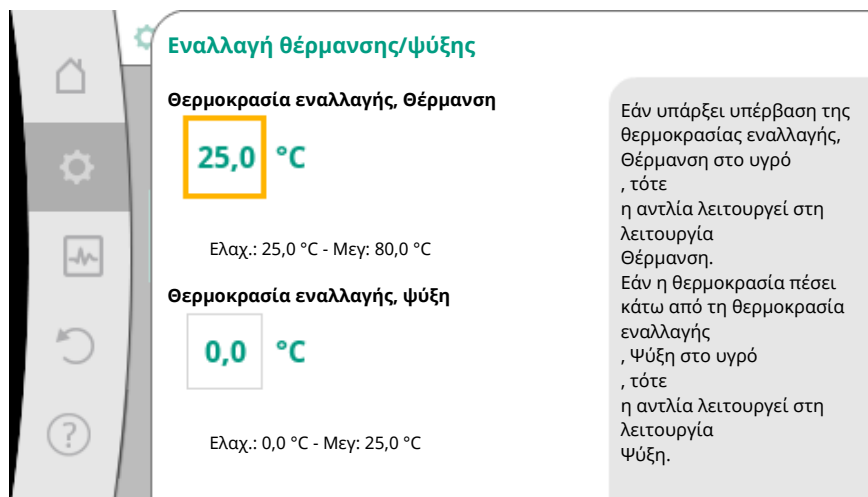 Εναλλαγή θέρμανσης/ψύξης
Θερμοκρασία εναλλαγής, Θέρμανση
25,0 °C
Ελαχ.: 25,0 °C - Μεγ: 80,0 °C
Θερμοκρασία εναλλαγής, ψύξη
0,0 °C
Ελαχ.: 0,0 °C - Μεγ: 25,0 °C
Εάν υπάρξει υπέρβαση της
θερμοκρασίας εναλλαγής,
Θέρμανση στο υγρό
, τότε
η αντλία λειτουργεί στη
λειτουργία
Θέρμανση.
Εάν η θερμοκρασία πέσει
κάτω από τη θερμοκρασία
εναλλαγής
, Ψύξη στο υγρό
, τότε
η αντλία λειτουργεί στη
λειτουργία
Ψύξη.